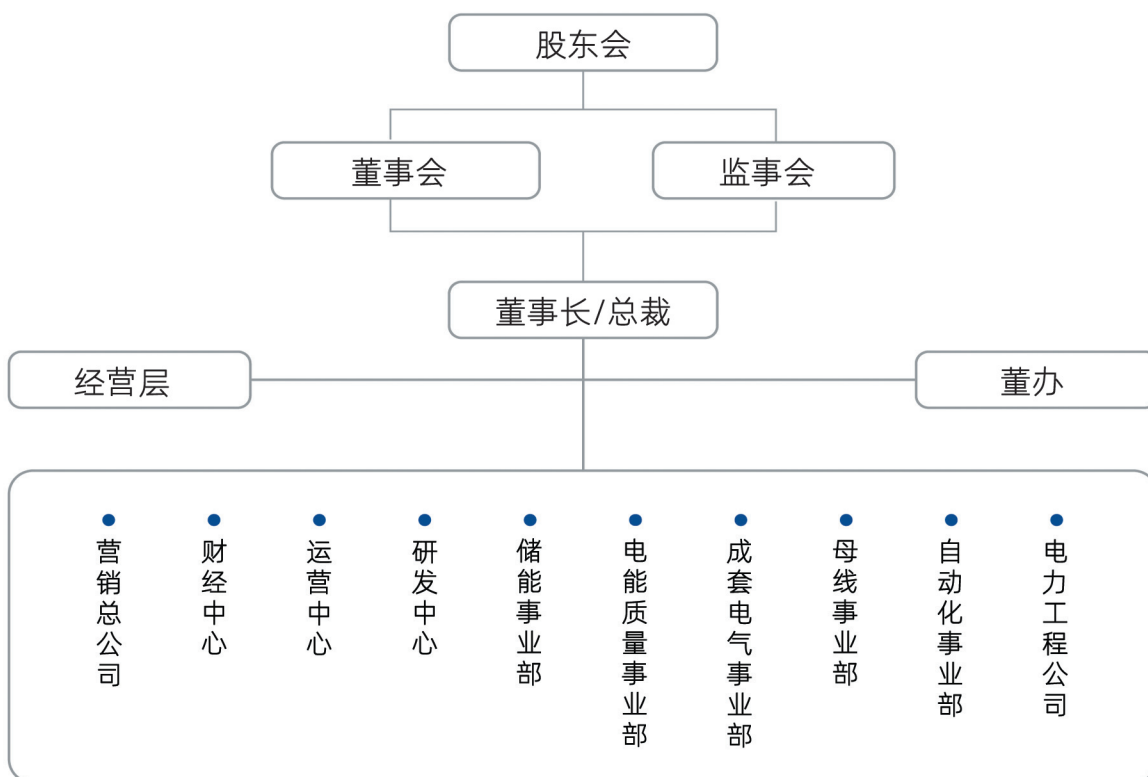 股东会
董事会
监事会
董事长/总裁
经营层
董办
营销总公司
财经中心
运营中心
研发中心
储能事业部
电能质量事业部
成套电气事业部
母线事业部
自动化事业部
电力工程公司